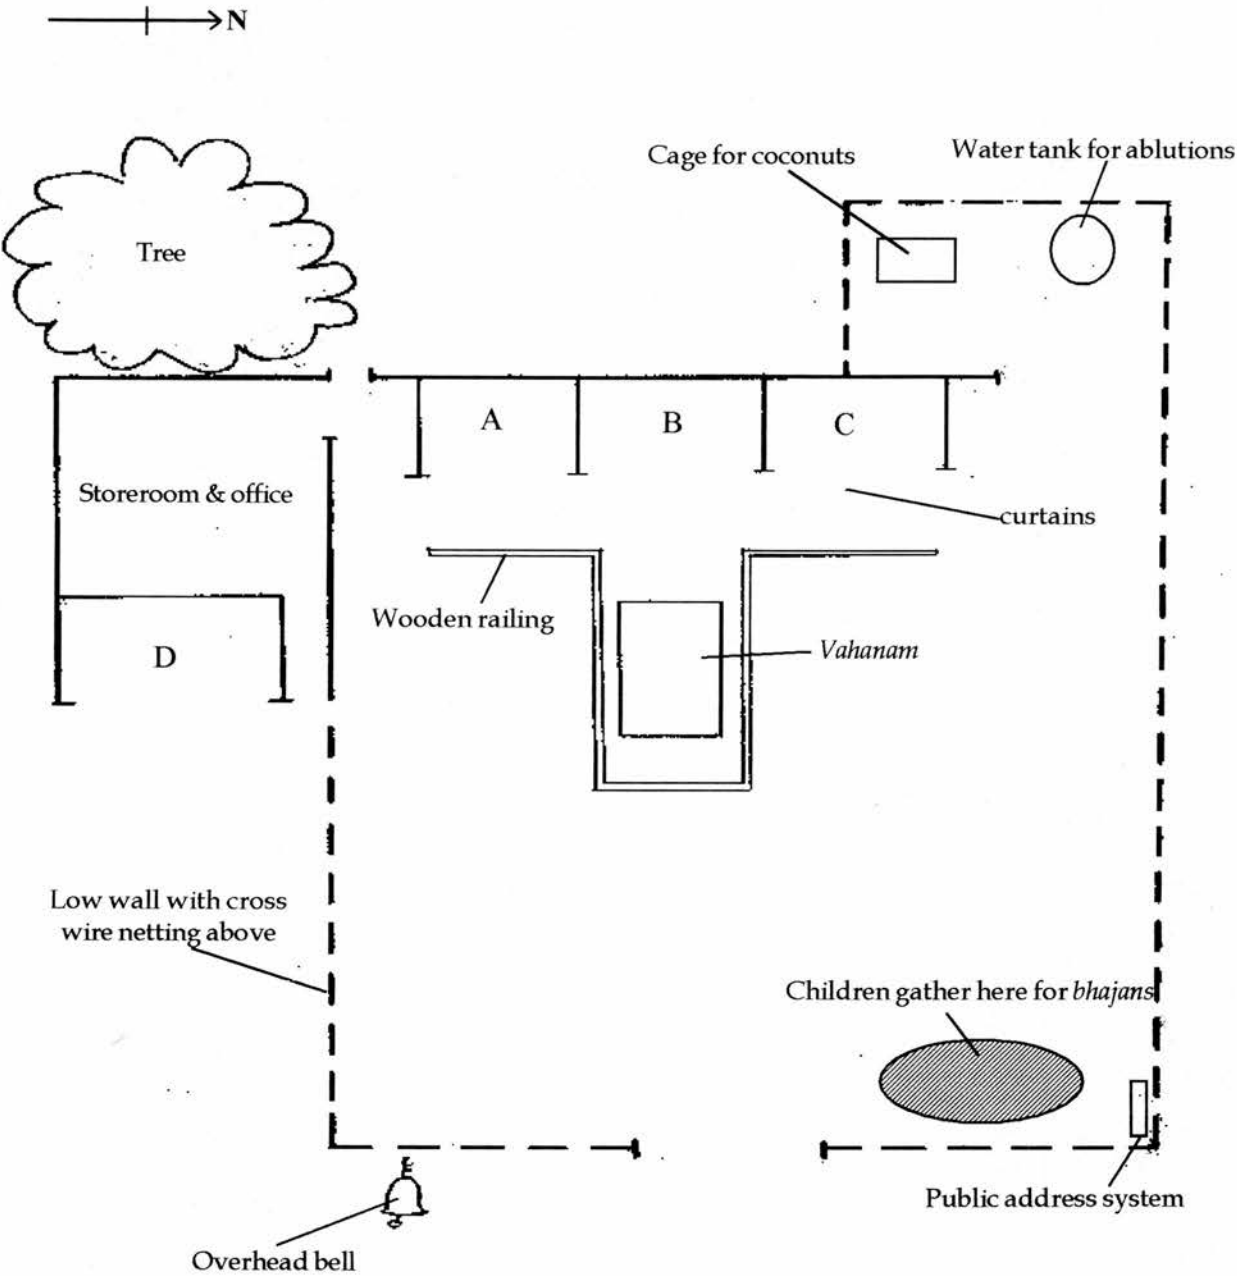 N
Cage for coconuts
Water tank for ablutions
Tree
A
B
C
Storeroom & office
curtains
Wooden railing
D
Vahanam
Low wall with cross
wire netting above
Children gather here for bhajans
Public address system
Overhead bell